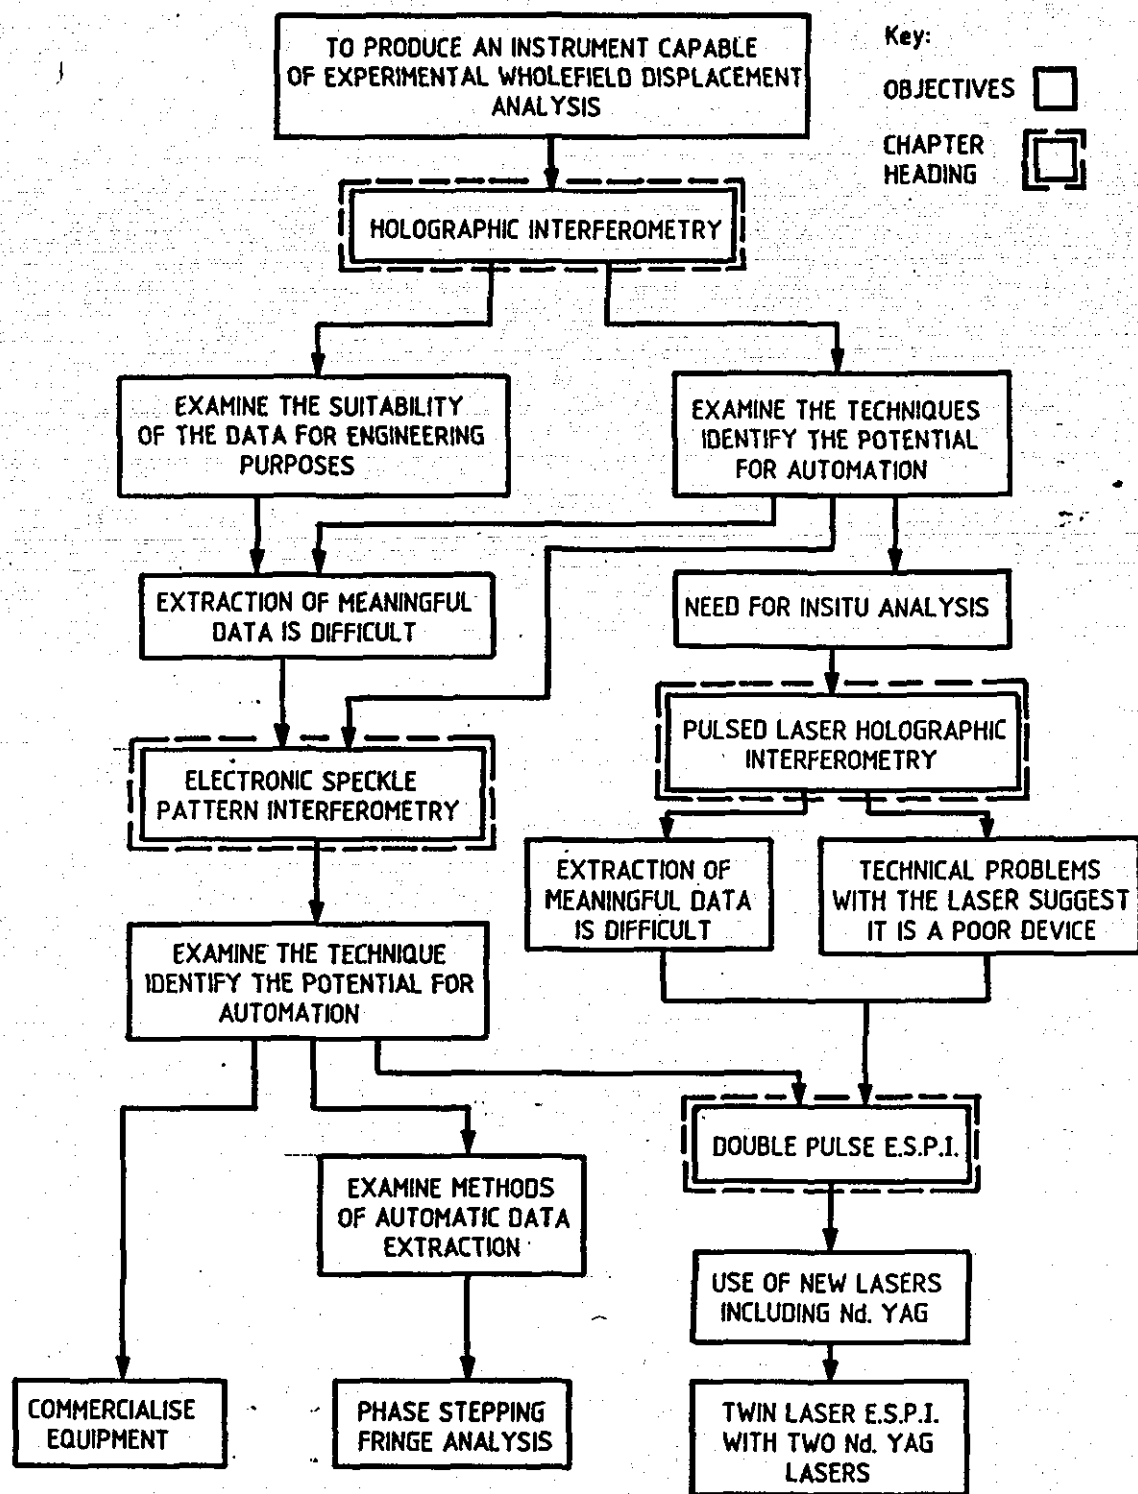 TO PRODUCE AN INSTRUMENT CAPABLE
OF EXPERIMENTAL WHOLEFIELD DISPLACEMENT
ANALYSIS
Key:
OBJECTIVES
CHAPTER
HEADING
HOLOGRAPHIC INTERFEROMETRY
EXAMINE THE SUITABILITY
OF THE DATA FOR ENGINEERING
PURPOSES
EXAMINE THE TECHNIQUES
IDENTIFY THE POTENTIAL
FOR AUTOMATION
EXTRACTION OF MEANINGFUL
DATA IS DIFFICULT
NEED FOR INSITU ANALYSIS
PULSED LASER HOLOGRAPHIC
INTERFEROMETRY
ELECTRONIC SPECKLE
PATTERN INTERFEROMETRY
EXTRACTION OF
MEANINGFUL DATA
IS DIFFICULT
TECHNICAL PROBLEMS
WITH THE LASER SUGGEST
IT IS A POOR DEVICE
EXAMINE THE TECHNIQUE
IDENTIFY THE POTENTIAL FOR
AUTOMATION
DOUBLE PULSE E.S.P.I.
EXAMINE METHODS
OF AUTOMATIC DATA
EXTRACTION
USE OF NEW LASERS
INCLUDING Nd. YAG
COMMERCIALISE
EQUIPMENT
PHASE STEPPING
FRINGE ANALYSIS
TWIN LASER E.S.P.I.
WITH TWO Nd. YAG
LASERS